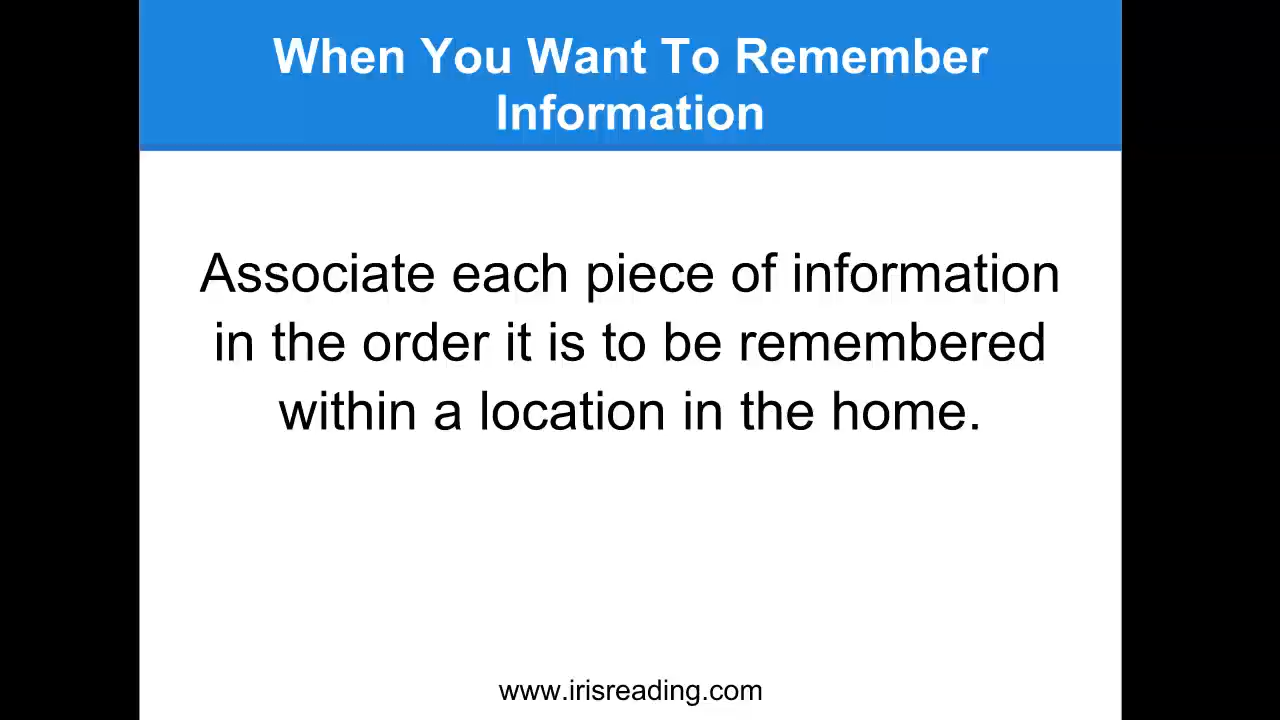 When You Want To Remember
Information
Associate each piece of information
in the order it is to be remembered
within a location in the home.
www.irisreading.com